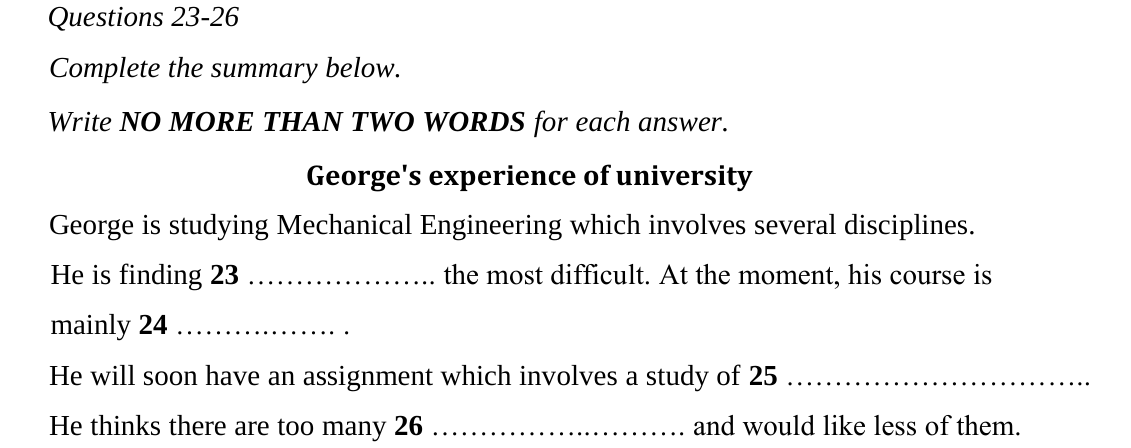 Questions 23-26
Complete the summary below.
Write NO MORE THAN TWO WORDS for each answer.
George's experience of university
George is studying Mechanical Engineering which involves several disciplines.
He is finding 23 ……………….. the most difficult. At the moment, his course is
mainly 24 ……….……. .
He will soon have an assignment which involves a study of 25 …………………………..
He thinks there are too many 26 ……………..………. and would like less of them.